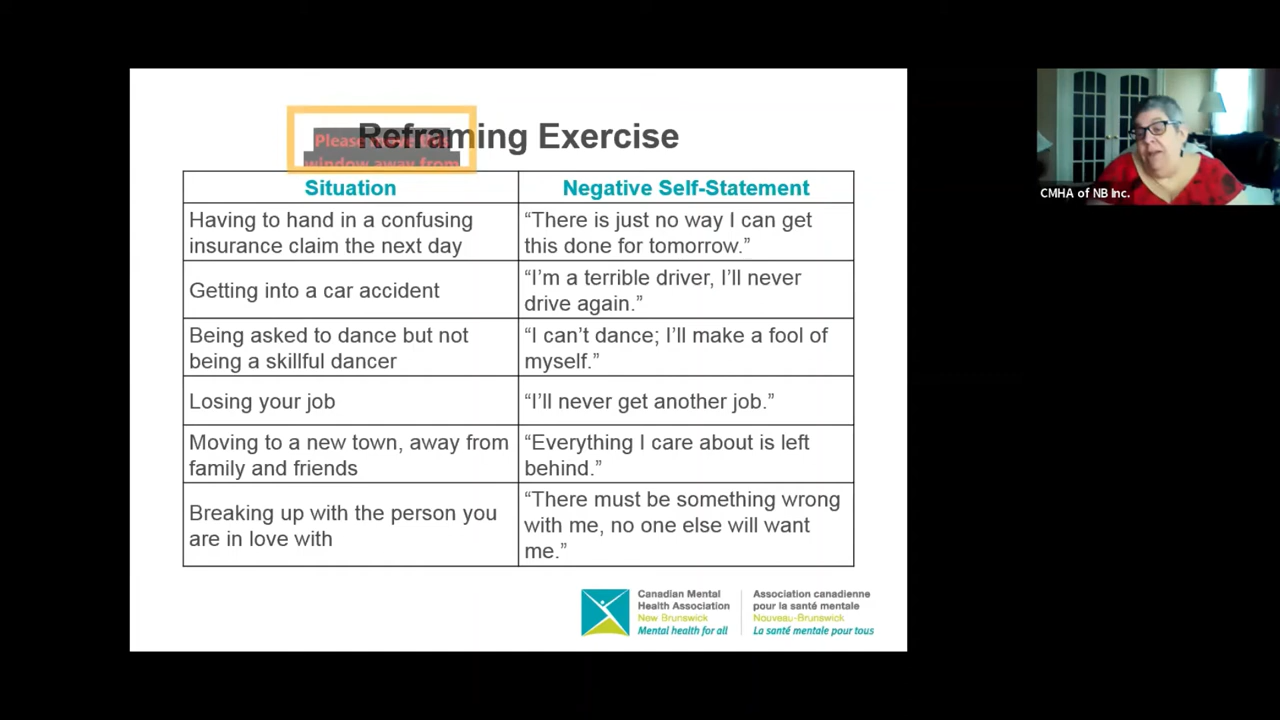 Reframing Exercise
Please move this
window away from
Situation
Negative Self-Statement
Having to hand in a confusing
insurance claim the next day
“There is just no way I can get
this done for tomorrow.”
Getting into a car accident
“I’m a terrible driver, I’ll never
drive again.”
Being asked to dance but not
being a skillful dancer
“I can’t dance; I’ll make a fool of
myself.”
Losing your job
“I’ll never get another job.”
Moving to a new town, away from
family and friends
“Everything I care about is left
behind.”
Breaking up with the person you
are in love with
“There must be something wrong
with me, no one else will want
me.”
Canadian Mental
Health Association
New Brunswick
Mental health for all
Association canadienne
pour la santé mentale
Nouveau-Brunswick
La santé mentale pour tous
CMHA of NB Inc.